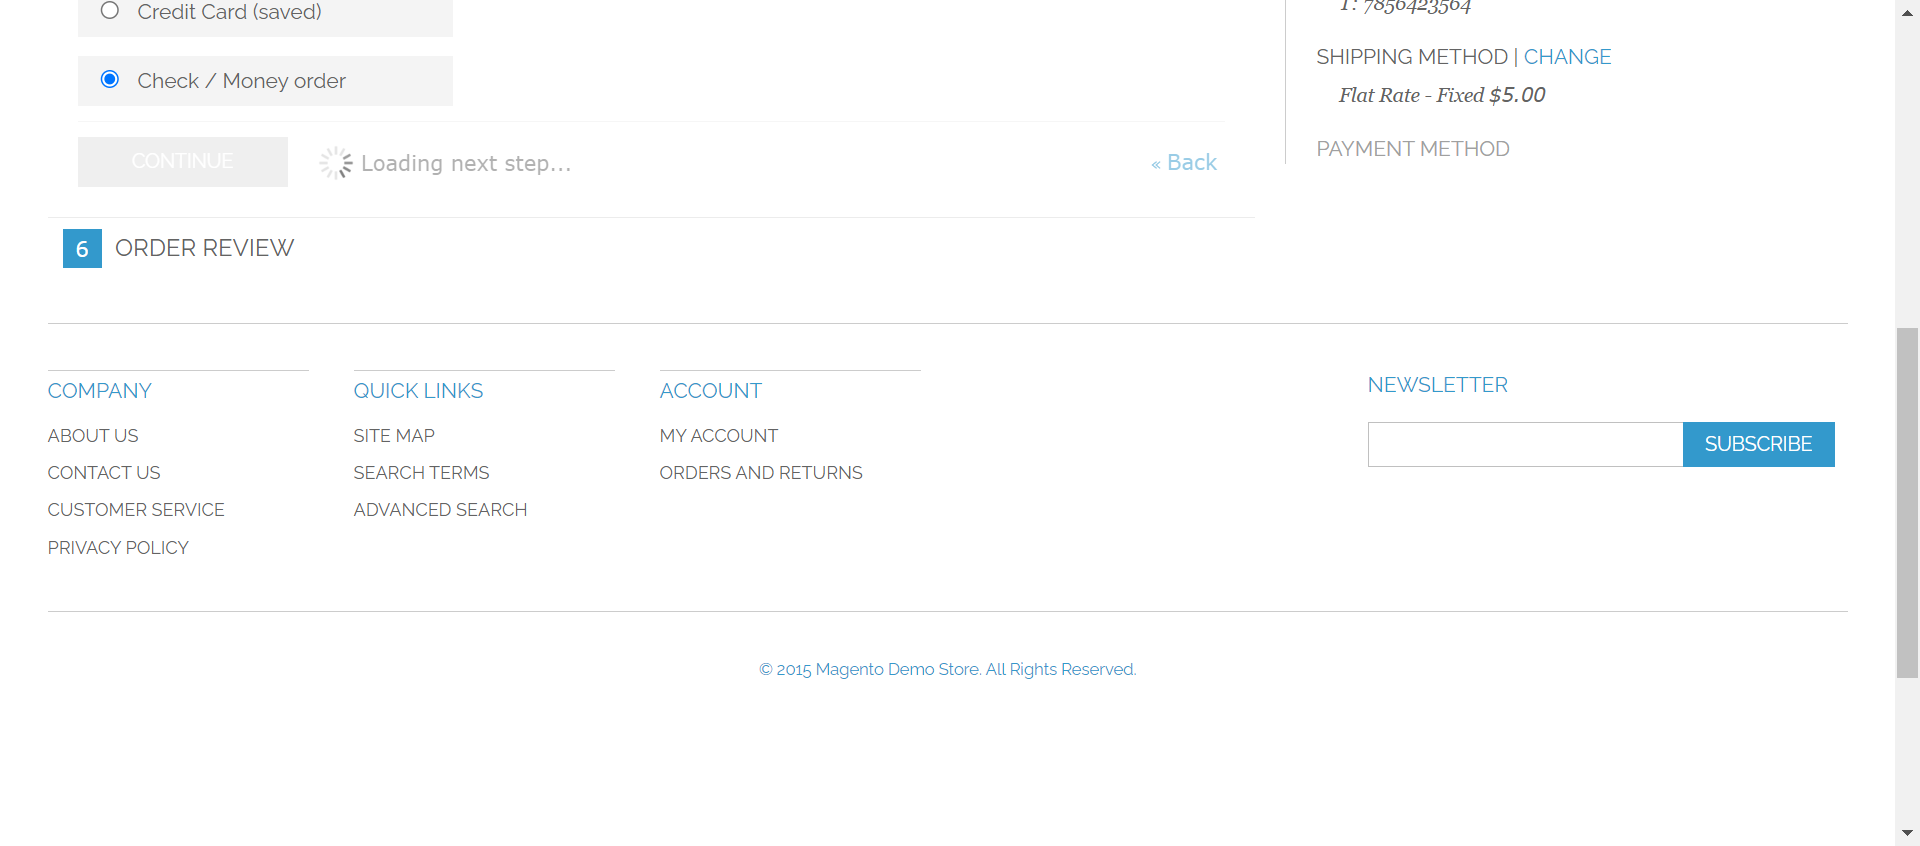 Credit Card (saved)
Check / Money order
CONTINUE
Loading next step...
« Back
T: 7856423564
SHIPPING METHOD | CHANGE
Flat Rate - Fixed $5.00
PAYMENT METHOD
6 ORDER REVIEW
COMPANY
ABOUT US
CONTACT US
CUSTOMER SERVICE
PRIVACY POLICY
QUICK LINKS
SITE MAP
SEARCH TERMS
ADVANCED SEARCH
ACCOUNT
MY ACCOUNT
ORDERS AND RETURNS
NEWSLETTER
SUBSCRIBE
© 2015 Magento Demo Store. All Rights Reserved.